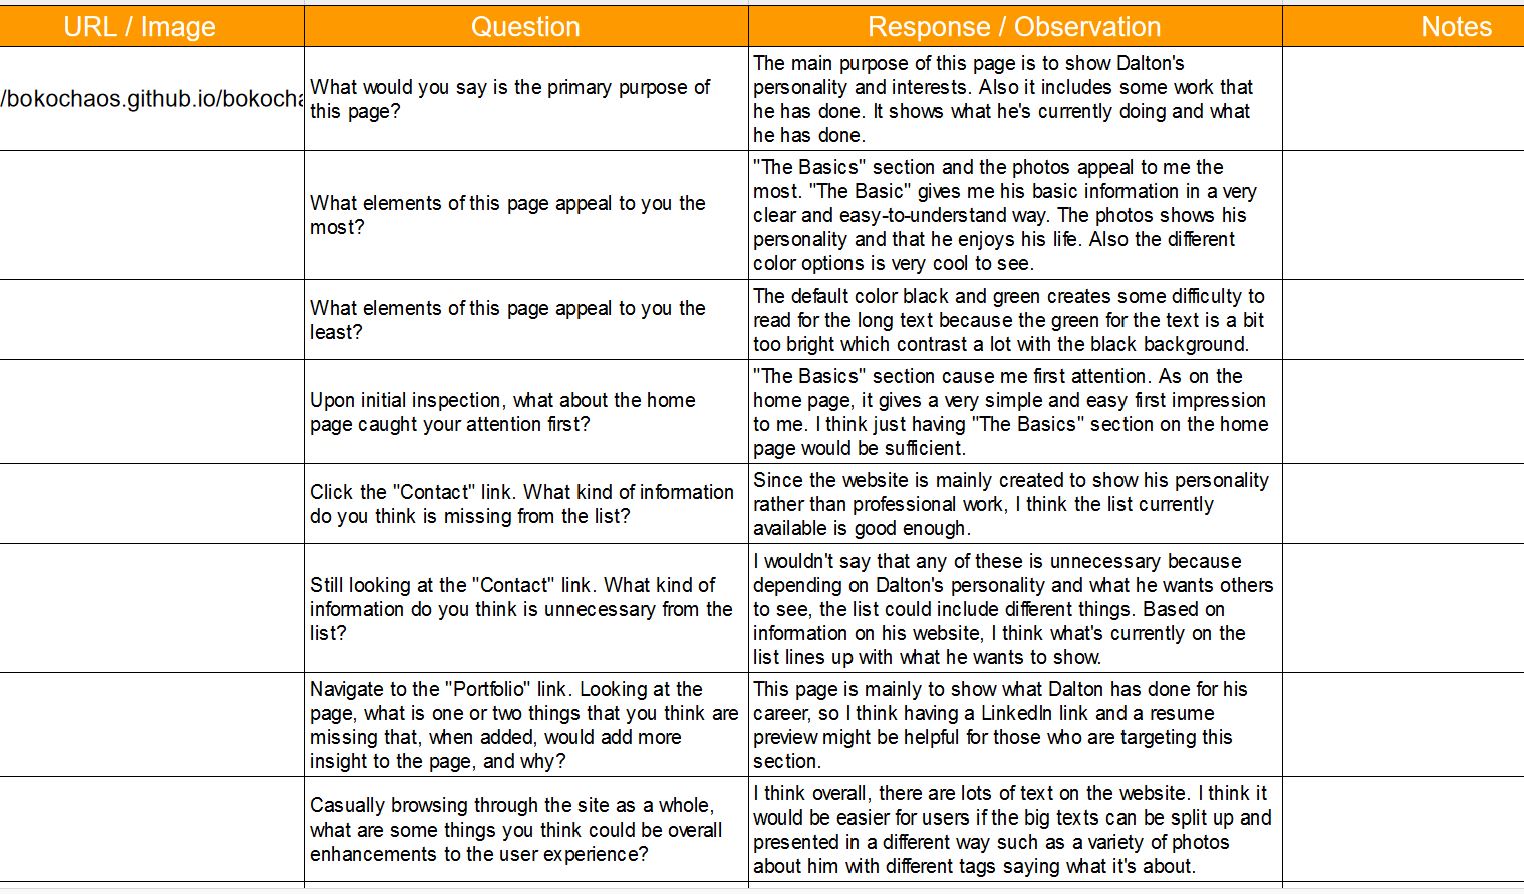 URL / Image
Question
Response / Observation
Notes
/bokochaos.github.io/bokocha
What would you say is the primary purpose of
this page?
The main purpose of this page is to show Dalton's
personality and interests. Also it includes some work that
he has done. It shows what he's currently doing and what
he has done.
What elements of this page appeal to you the
most?
"The Basics" section and the photos appeal to me the
most. "The Basic" gives me his basic information in a very
clear and easy-to-understand way. The photos shows his
personality and that he enjoys his life. Also the different
color options is very cool to see.
What elements of this page appeal to you the
least?
The default color black and green creates some difficulty to
read for the long text because the green for the text is a bit
too bright which contrast a lot with the black background.
Upon initial inspection, what about the home
page caught your attention first?
"The Basics" section cause me first attention. As on the
home page, it gives a very simple and easy first impression
to me. I think just having "The Basics" section on the home
page would be sufficient.
Click the "Contact" link. What kind of information
do you think is missing from the list?
Since the website is mainly created to show his personality
rather than professional work, I think the list currently
available is good enough.
Still looking at the "Contact" link. What kind of
information do you think is unnecessary from the
list?
I wouldn't say that any of these is unnecessary because
depending on Dalton's personality and what he wants others
to see, the list could include different things. Based on
information on his website, I think what's currently on the
list lines up with what he wants to show.
Navigate to the "Portfolio" link. Looking at the
page, what is one or two things that you think are
missing that, when added, would add more
insight to the page, and why?
This page is mainly to show what Dalton has done for his
career, so I think having a LinkedIn link and a resume
preview might be helpful for those who are targeting this
section.
Casually browsing through the site as a whole,
what are some things you think could be overall
enhancements to the user experience?
I think overall, there are lots of text on the website. I think it
would be easier for users if the big texts can be split up and
presented in a different way such as a variety of photos
about him with different tags saying what it's about.